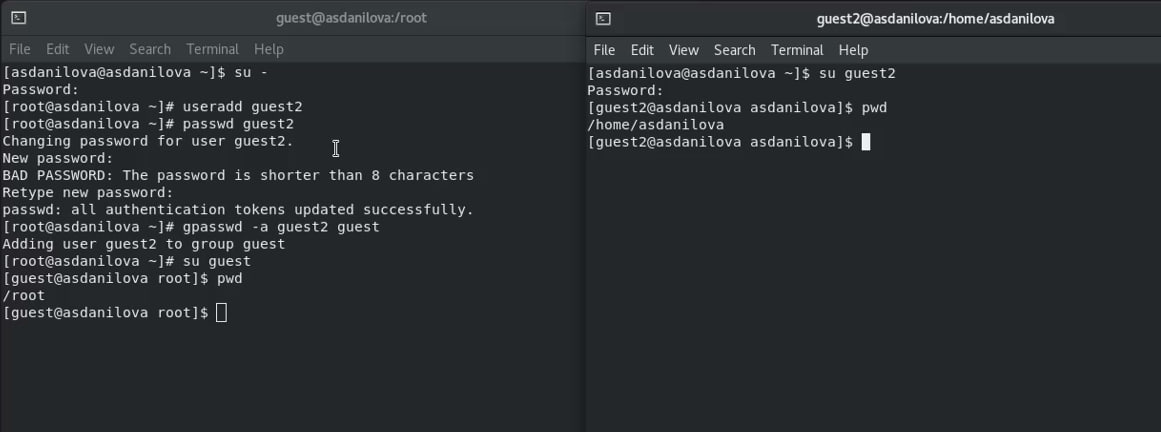 guest@asdanilova:/root
File Edit View Search Terminal Help
[asdanilova@asdanilova ~]$ su -
Password:
[root@asdanilova ~]# useradd guest2
[root@asdanilova ~]# passwd guest2
Changing password for user guest2.
New password:
BAD PASSWORD: The password is shorter than 8 characters
Retype new password:
passwd: all authentication tokens updated successfully.
[root@asdanilova ~]# gpasswd -a guest2 guest
Adding user guest2 to group guest
[root@asdanilova ~]# su guest
[guest@asdanilova root]$ pwd
/root
[guest@asdanilova root]$
guest2@asdanilova:/home/asdanilova
File Edit View Search Terminal Help
[asdanilova@asdanilova ~]$ su guest2
Password:
[guest2@asdanilova asdanilova]$ pwd
/home/asdanilova
[guest2@asdanilova asdanilova]$